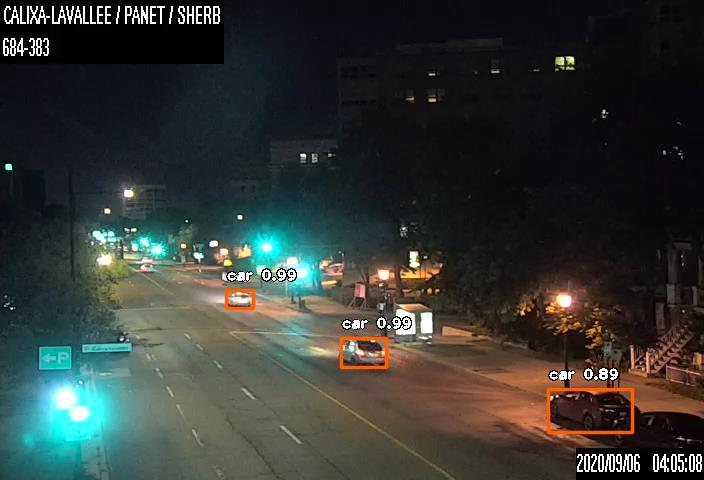 CALIXA-LAVALLEE / PANET / SHERB
684-383
car 0.99
car 0.99
car 0.89
←P
2020/09/06 04:05:08